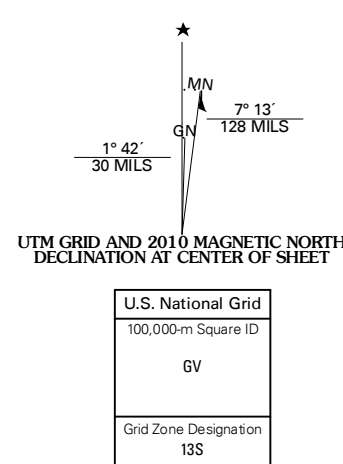 MN
7° 13´
128 MILS
GN
1° 42´
30 MILS
UTM GRID AND 2010 MAGNETIC NORTH
DECLINATION AT CENTER OF SHEET
U.S. National Grid
100,000-m Square ID
GV
Grid Zone Designation
13S